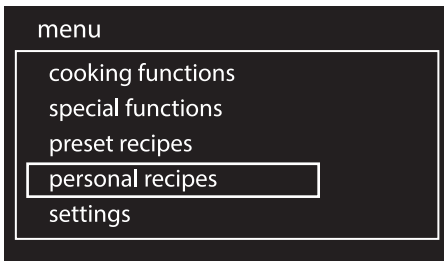 menu
cooking functions
special functions
preset recipes
personal recipes
settings